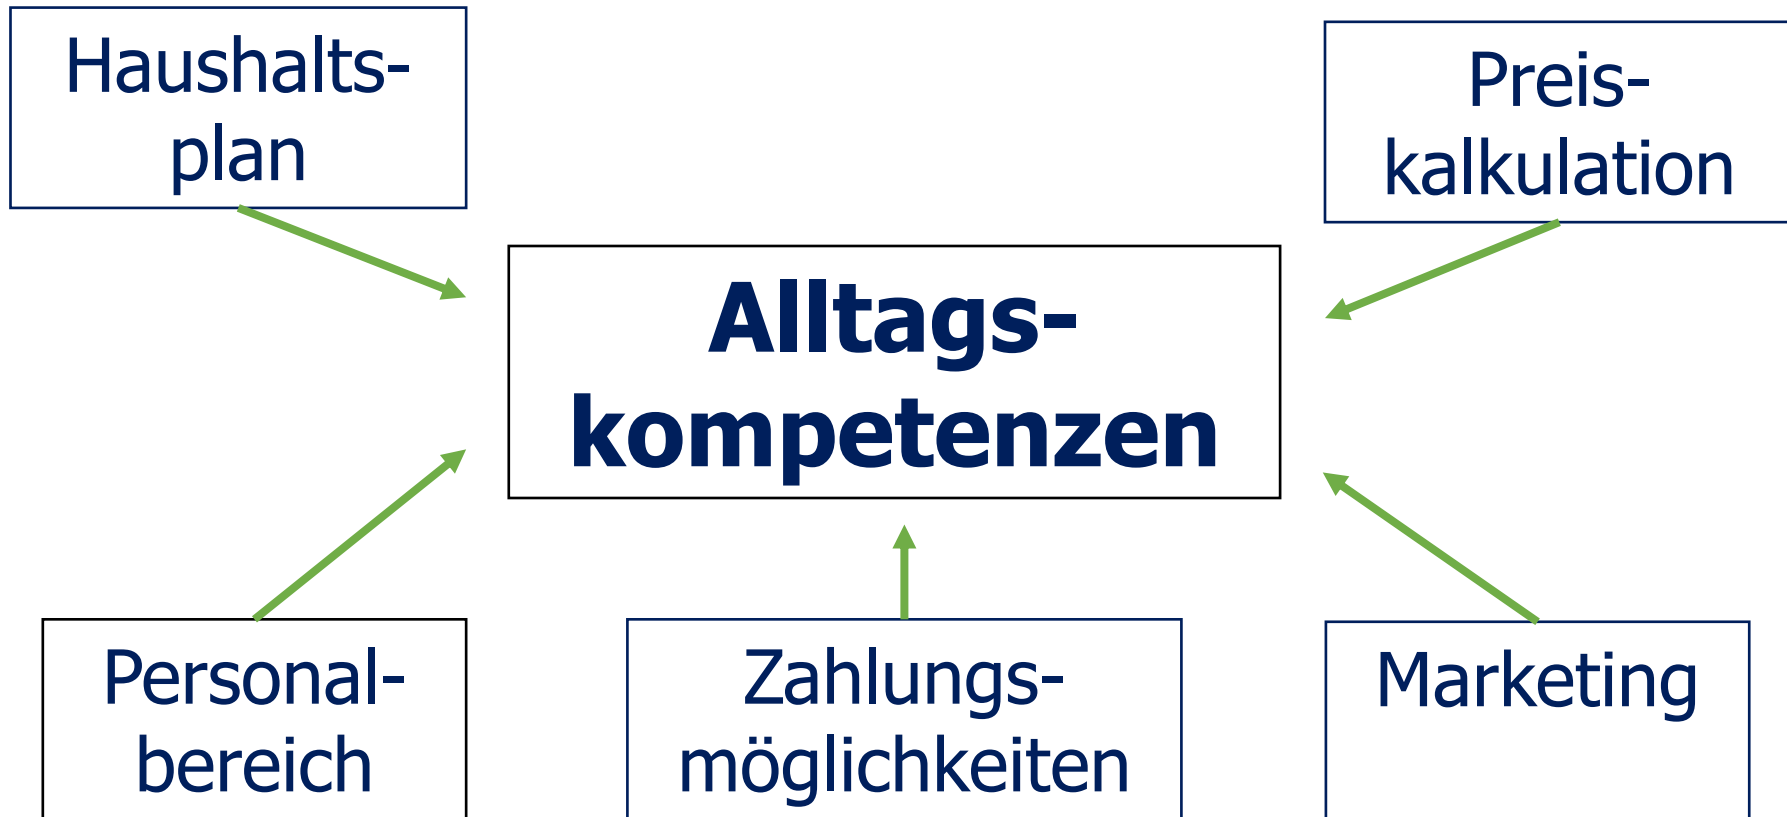 Haushalts-
plan
Preis-
kalkulation
Alltags-
kompetenzen
Personal-
bereich
Zahlungs-
möglichkeiten
Marketing